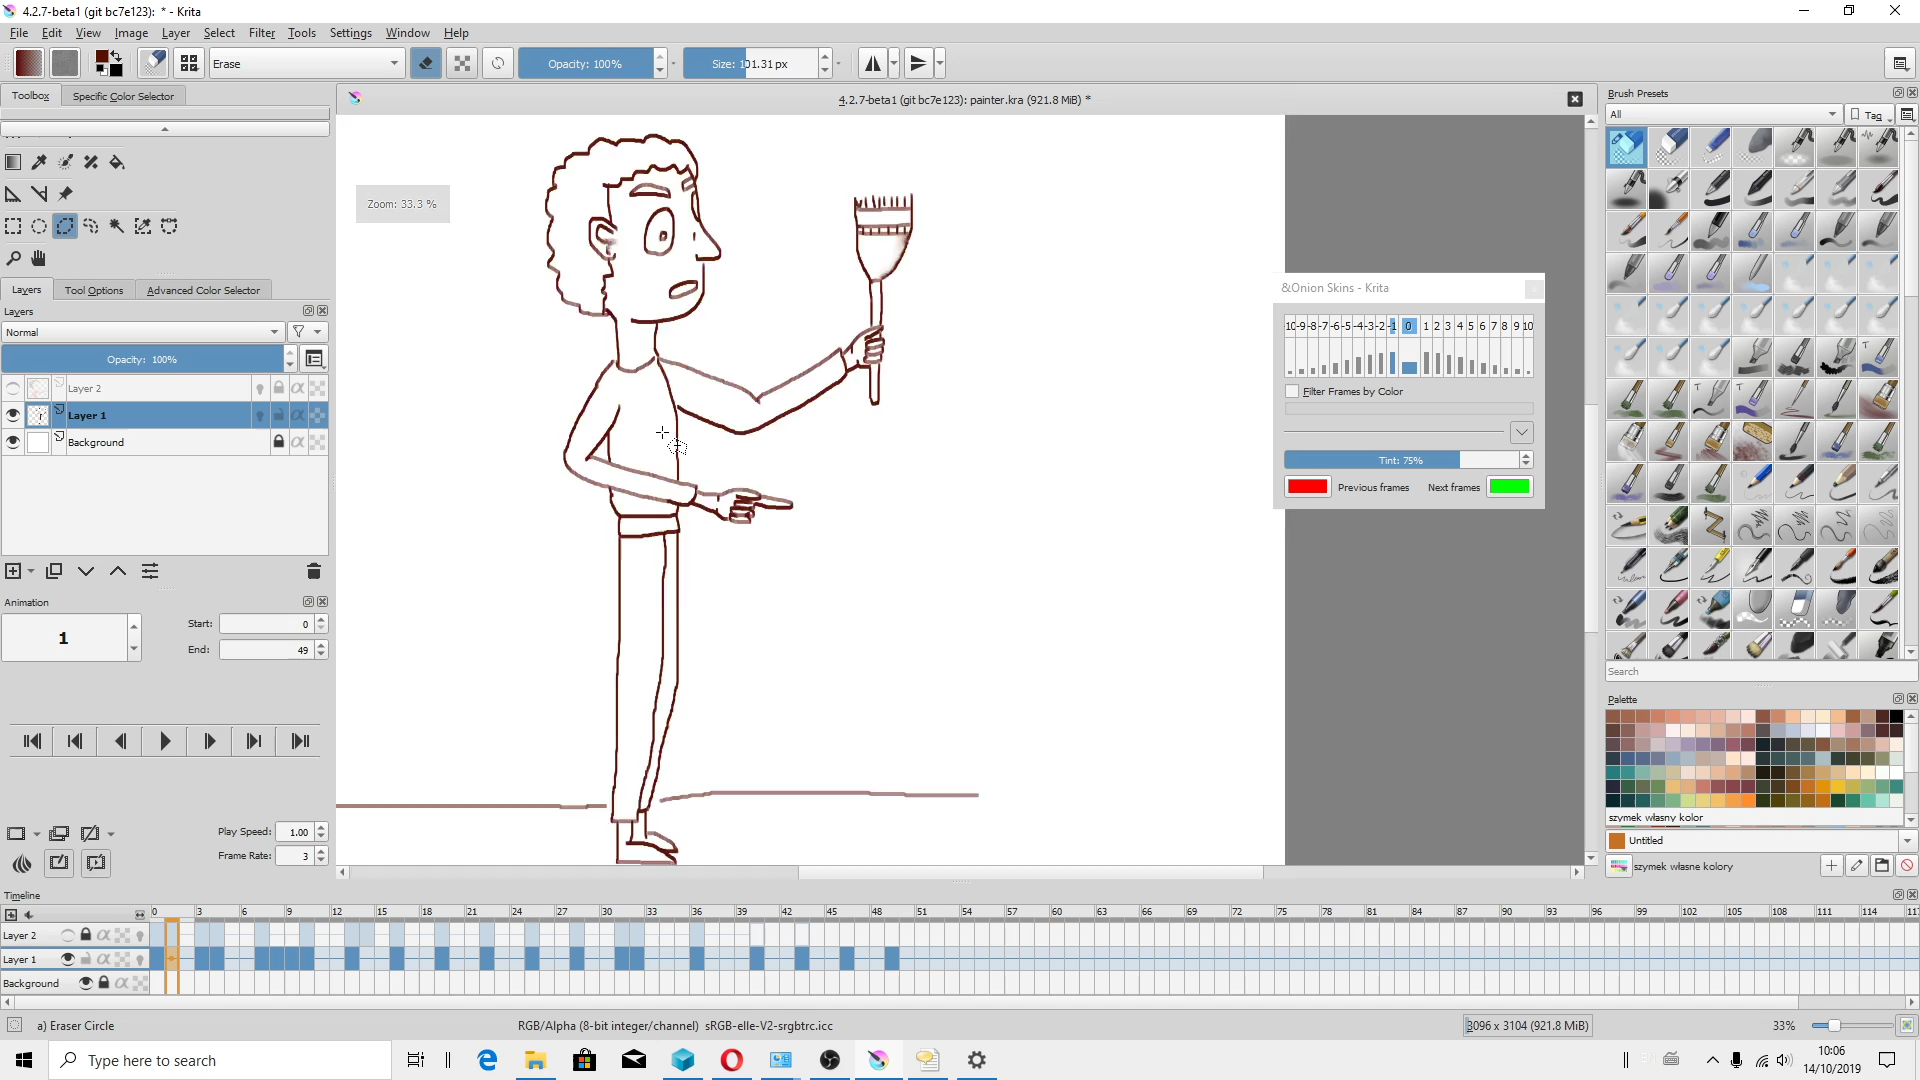 4.2.7-beta1 (git bc7e123):  * - Krita
File Edit View Image Layer Select Filter Tools Settings Window Help
Erase
Opacity: 100%
Size: 101.31 px
Toolbox
Specific Color Selector
4.2.7-beta1 (git bc7e123): painter.kra (921.8 MiB) *
Brush Presets
All
Tag
Zoom: 33.3 %
Layers
Tool Options
Advanced Color Selector
Layers
Normal
Opacity: 100%
Layer 2
Layer 1
Background
&Onion Skins - Krita
10 -9 -8 -7 -6 -5 -4 -3 -2 -1 0 1 2 3 4 5 6 7 8 9 10
Filter Frames by Color
Tint: 75%
Previous frames
Next frames
Animation
1
Start: 0
End: 49
Play Speed: 1.00
Frame Rate: 3
Search
Palette
szymek własny kolor
Untitled
szymek własne kolory
Timeline
0 3 6 9 12 15 18 21 24 27 30 33 36 39 42 45 48 51 54 57 60 63 66 69 72 75 78 81 84 87 90 93 96 99 102 105 108 111 114 117
Layer 2
Layer 1
Background
a) Eraser Circle
RGB/Alpha (8-bit integer/channel)  sRGB-elle-V2-srgbtrc.icc
3096 x 3104 (921.8 MiB)
33%
Type here to search
10:06
14/10/2019